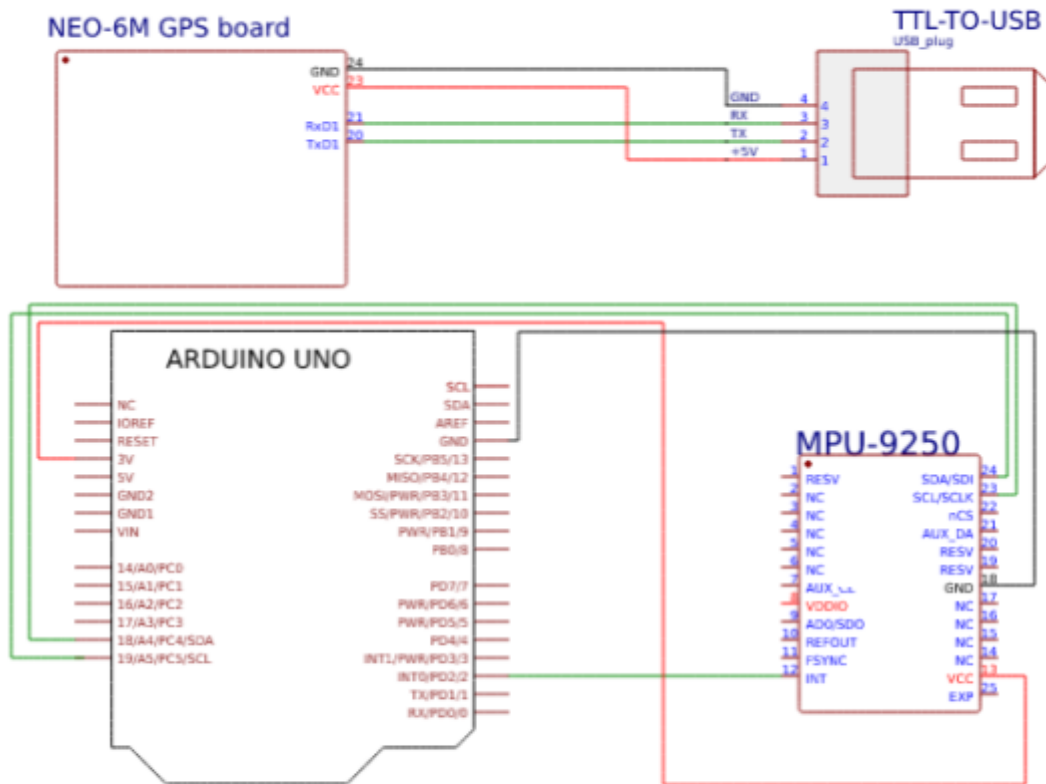 NEO-6M GPS board
TTL-TO-USB
USB_plug
GND 24
VCC 23
RxD1 21
TxD1 20
GND 4 4
RX 3 3
TX 2 2
+5V 1 1
ARDUINO UNO
NC
IOREF
RESET
3V
5V
GND2
GND1
VIN
14/A0/PC0
15/A1/PC1
16/A2/PC2
17/A3/PC3
18/A4/PC4/SDA
19/A5/PC5/SCL
SCL
SDA
AREF
GND
SCK/PB5/13
MISO/PB4/12
MOSI/PWR/PB3/11
SS/PWR/PB2/10
PWR/PB1/9
PB0/8
PD7/7
PWR/PD6/6
PWR/PD5/5
PD4/4
INT1/PWR/PD3/3
INT0/PD2/2
TX/PD1/1
RX/PD0/0
MPU-9250
1 RESV
2 NC
3 NC
4 NC
5 NC
6 NC
7 AUX_CL
8 VDDIO
9 AD0/SDO
10 REFOUT
11 FSYNC
12 INT
SDA/SDI 24
SCL/SCLK 23
nCS 22
AUX_DA 21
RESV 20
RESV 19
GND 18
NC 17
NC 16
NC 15
NC 14
VCC 13
EXP 25